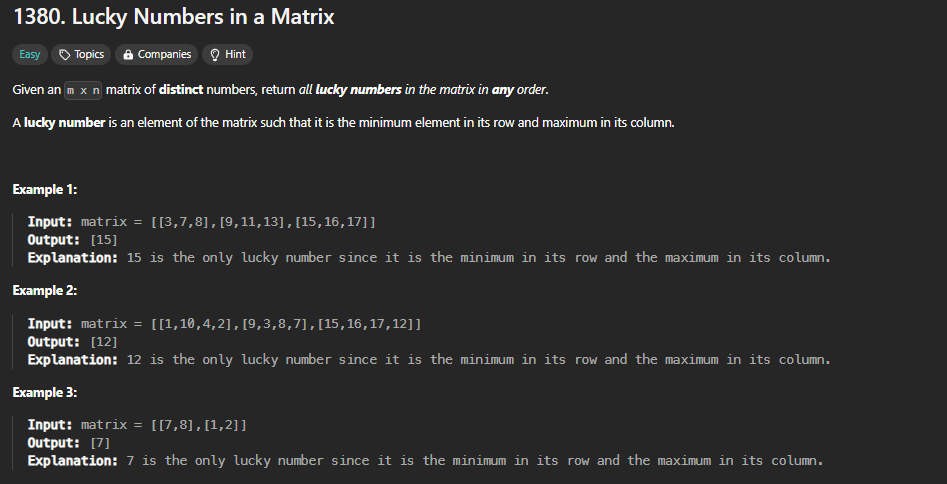 1380. Lucky Numbers in a Matrix
Easy Topics Companies Hint
Given an m x n matrix of distinct numbers, return all lucky numbers in the matrix in any order.
A lucky number is an element of the matrix such that it is the minimum element in its row and maximum in its column.
Example 1:
Input: matrix = [[3,7,8],[9,11,13],[15,16,17]]
Output: [15]
Explanation: 15 is the only lucky number since it is the minimum in its row and the maximum in its column.
Example 2:
Input: matrix = [[1,10,4,2],[9,3,8,7],[15,16,17,12]]
Output: [12]
Explanation: 12 is the only lucky number since it is the minimum in its row and the maximum in its column.
Example 3:
Input: matrix = [[7,8],[1,2]]
Output: [7]
Explanation: 7 is the only lucky number since it is the minimum in its row and the maximum in its column.